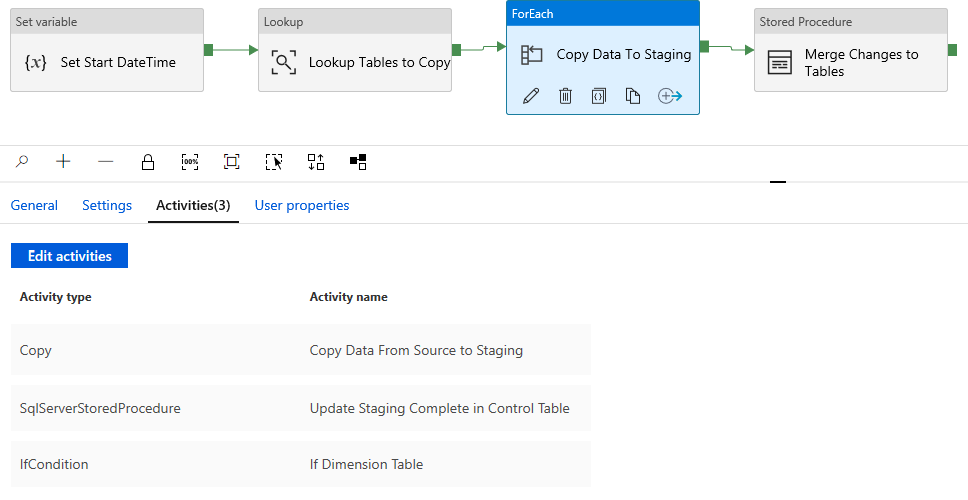 Set variable
Lookup
ForEach
Stored Procedure
{x} Set Start DateTime
Lookup Tables to Copy
Copy Data To Staging
Merge Changes to
Tables
100%
General Settings Activities(3) User properties
Edit activities
Activity type Activity name
Copy Copy Data From Source to Staging
SqlServerStoredProcedure Update Staging Complete in Control Table
IfCondition If Dimension Table